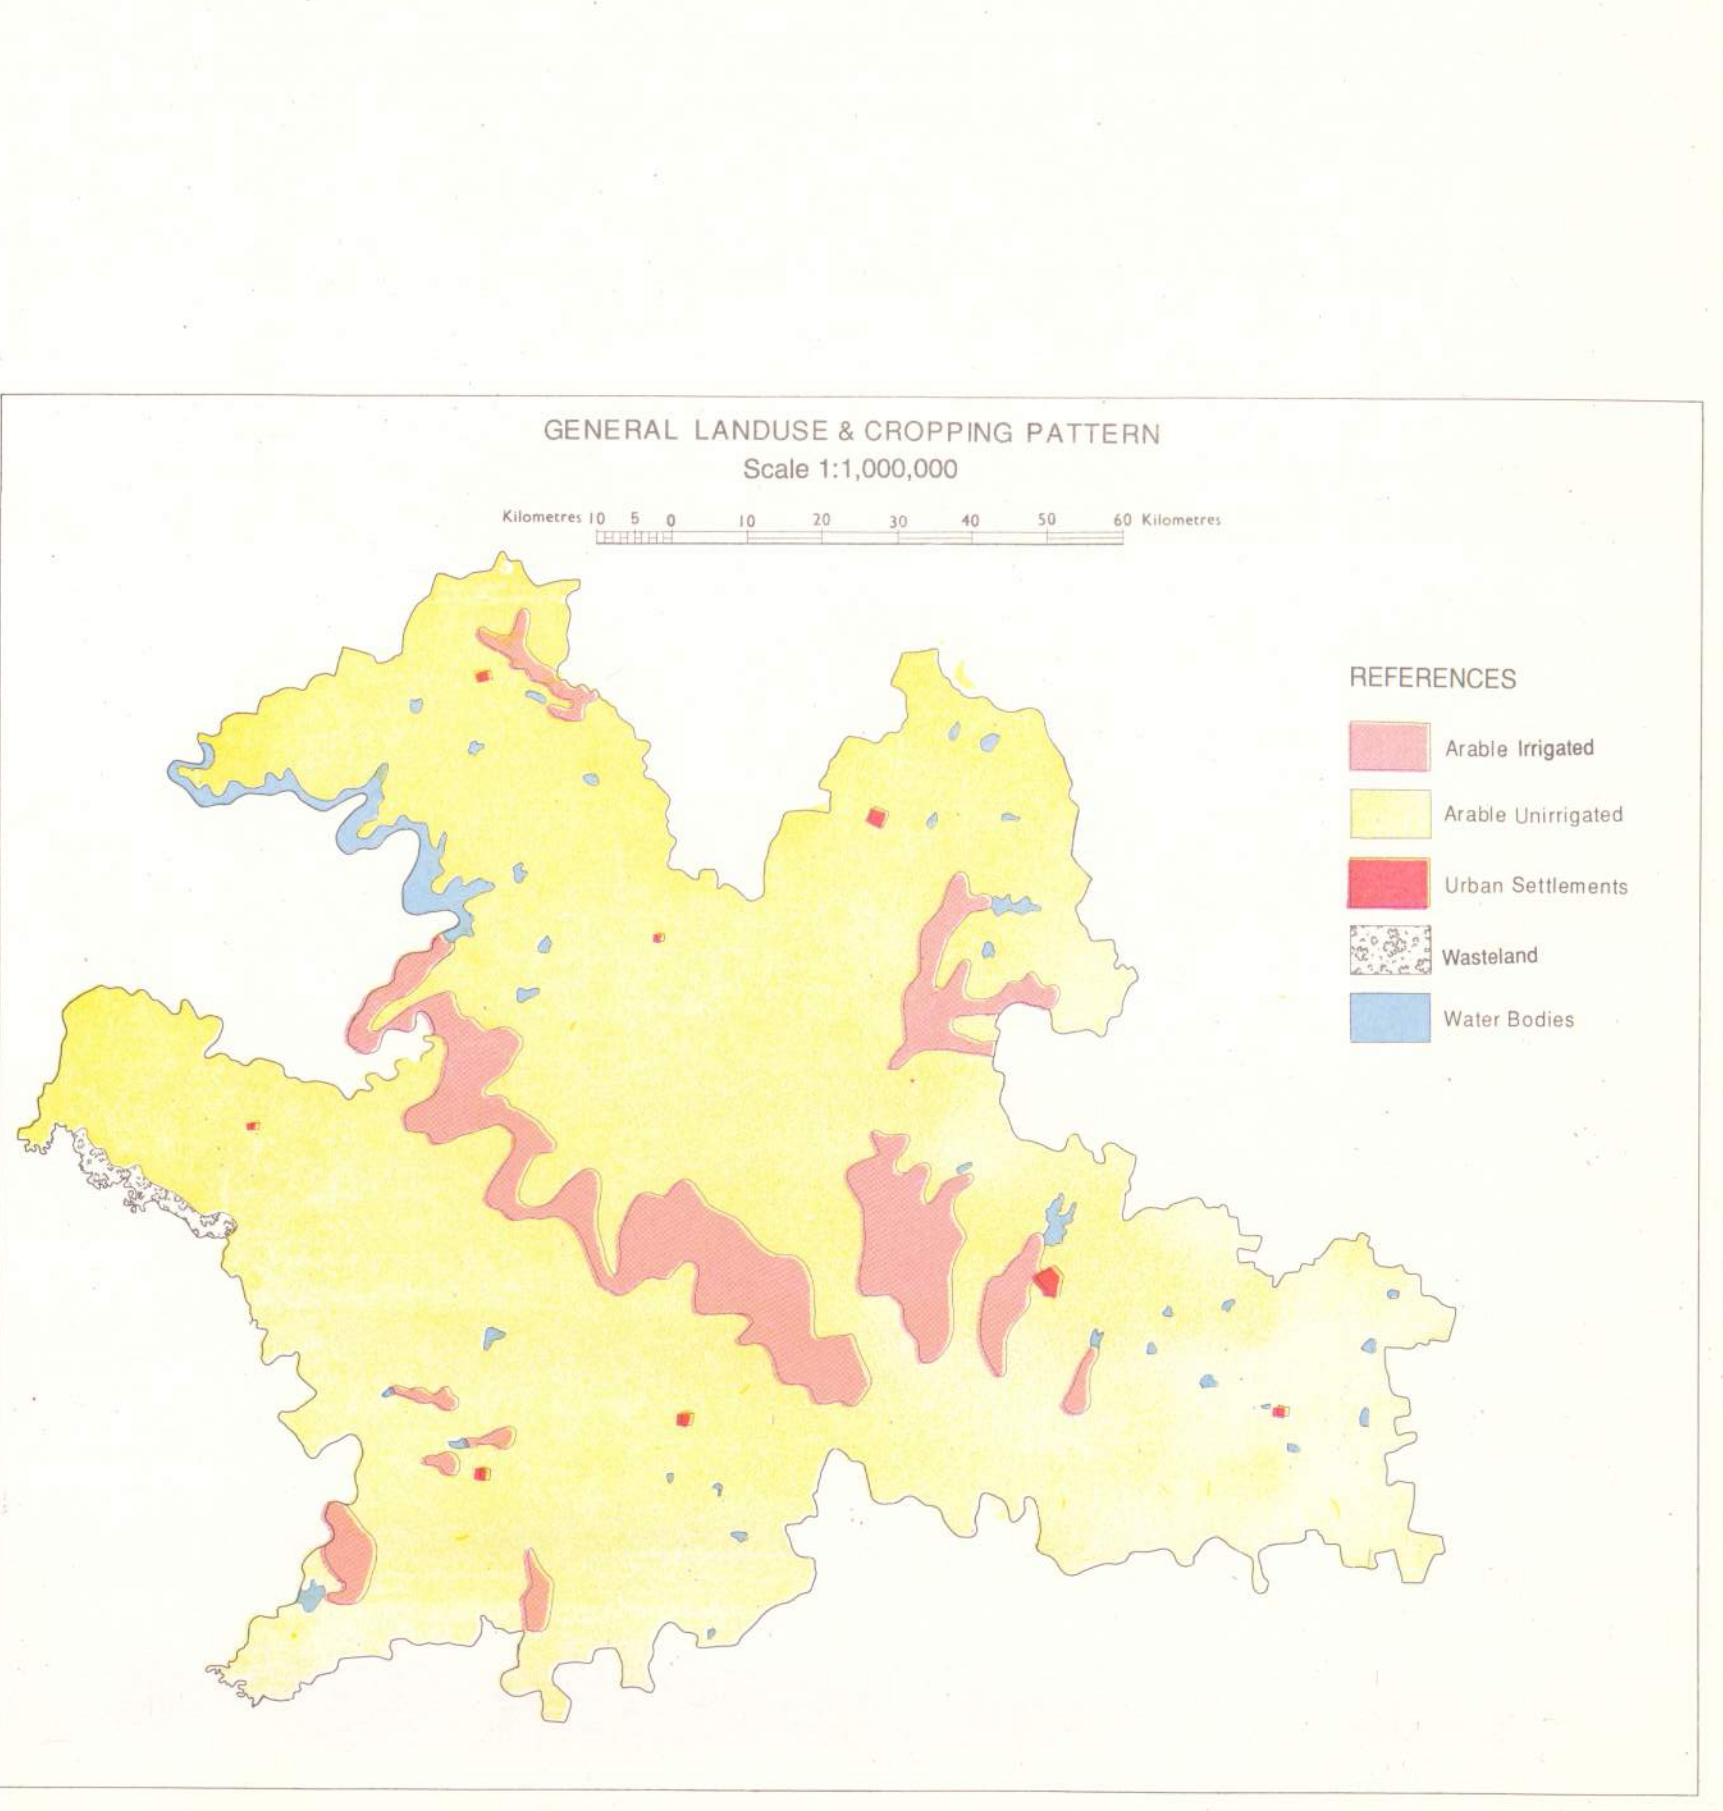 GENERAL LANDUSE & CROPPING PATTERN
Scale 1:1,000,000
Kilometres 10 5 0 10 20 30 40 50 60 Kilometres
REFERENCES
Arable Irrigated
Arable Unirrigated
Urban Settlements
Wasteland
Water Bodies